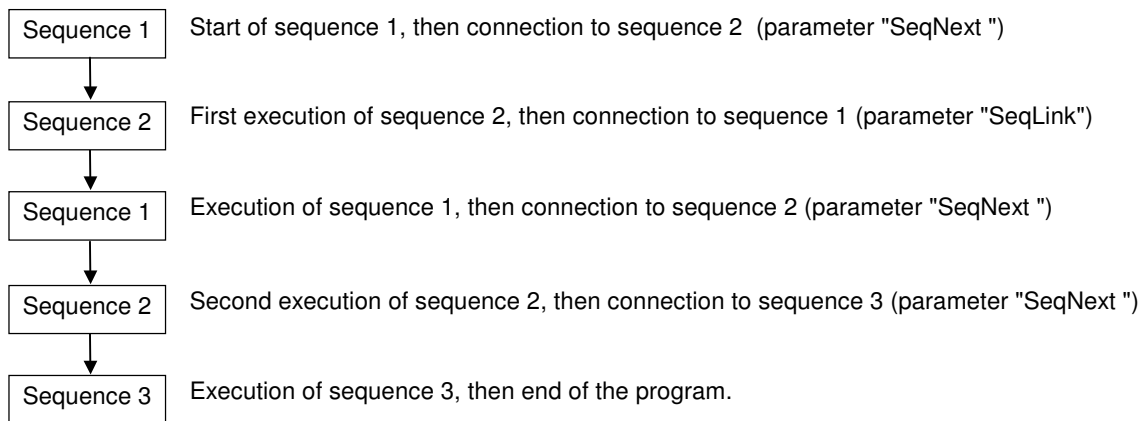 Sequence 1 Start of sequence 1, then connection to sequence 2 (parameter "SeqNext ")
Sequence 2 First execution of sequence 2, then connection to sequence 1 (parameter "SeqLink")
Sequence 1 Execution of sequence 1, then connection to sequence 2 (parameter "SeqNext ")
Sequence 2 Second execution of sequence 2, then connection to sequence 3 (parameter "SeqNext ")
Sequence 3 Execution of sequence 3, then end of the program.